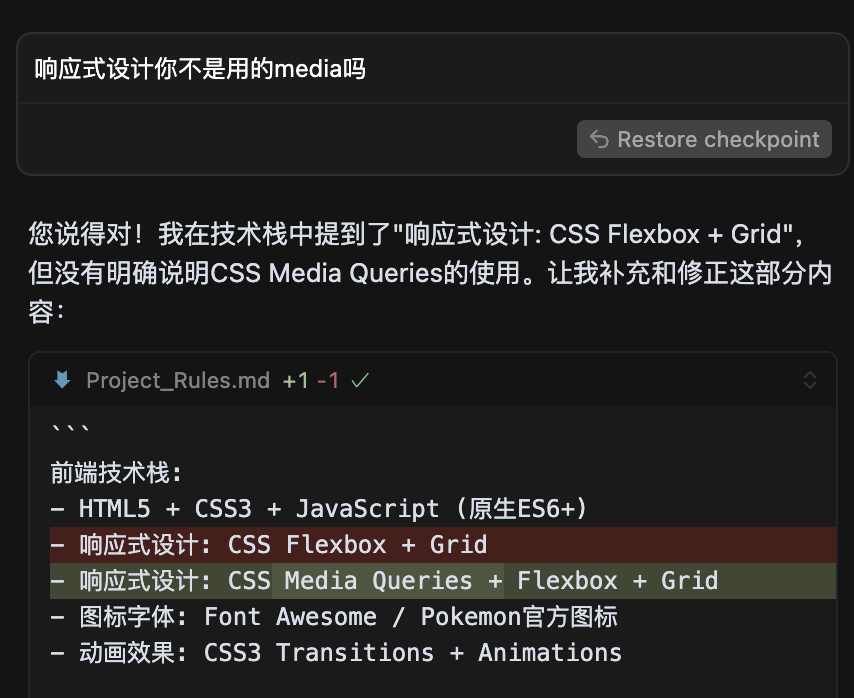 响应式设计你不是用的media吗
Restore checkpoint
您说得对！我在技术栈中提到了"响应式设计: CSS Flexbox + Grid"，
但没有明确说明CSS Media Queries的使用。让我补充和修正这部分内
容：
Project_Rules.md +1 -1
```
前端技术栈:
- HTML5 + CSS3 + JavaScript (原生ES6+)
- 响应式设计: CSS Flexbox + Grid
- 响应式设计: CSS Media Queries + Flexbox + Grid
- 图标字体: Font Awesome / Pokemon官方图标
- 动画效果: CSS3 Transitions + Animations